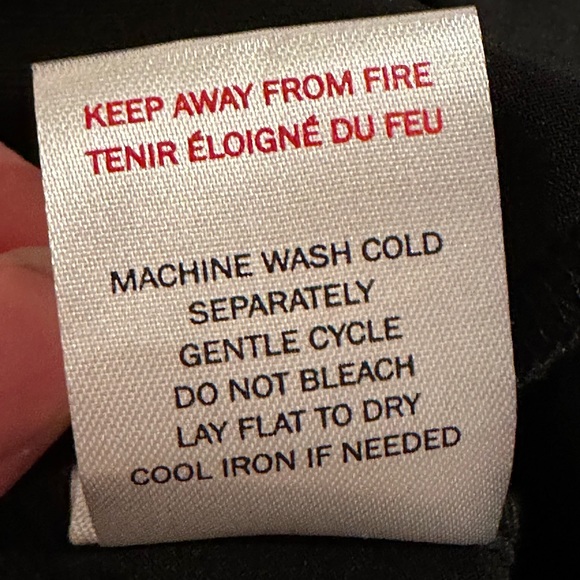 KEEP AWAY FROM FIRE
TENIR ÉLOIGNÉ DU FEU
MACHINE WASH COLD
SEPARATELY
GENTLE CYCLE
DO NOT BLEACH
LAY FLAT TO DRY
COOL IRON IF NEEDED